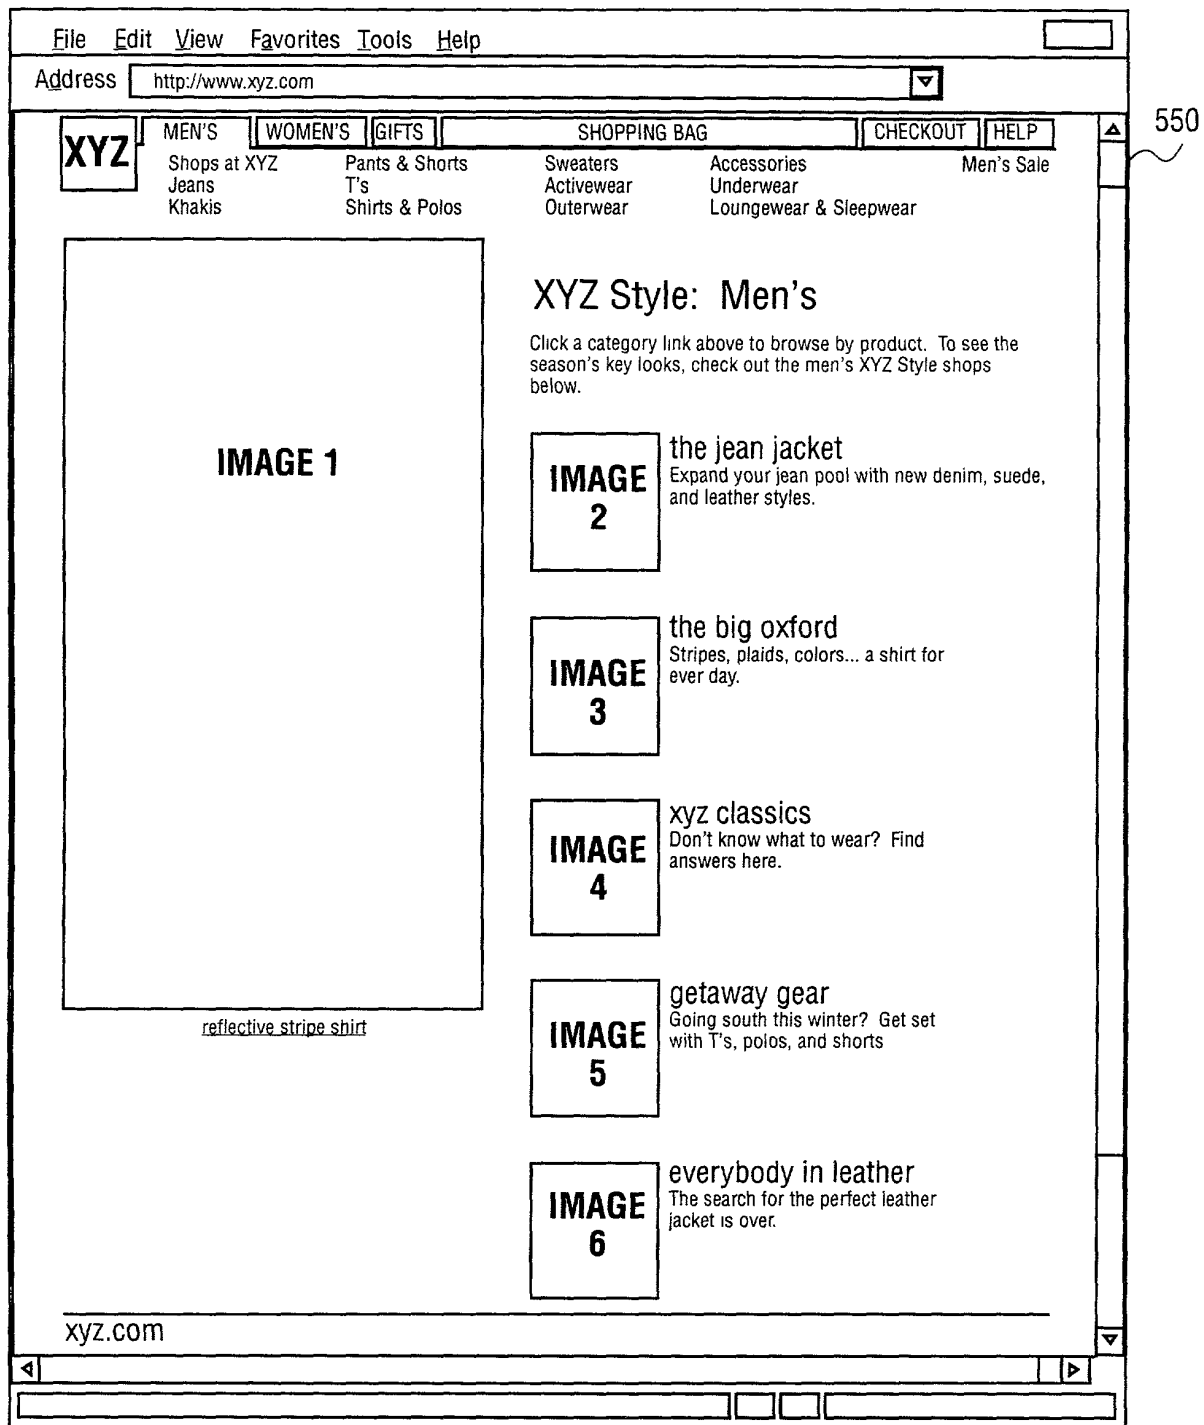 File Edit View Favorites Tools Help
Address http://www.xyz.com
550
XYZ MEN'S WOMEN'S GIFTS SHOPPING BAG CHECKOUT HELP
Shops at XYZ Pants & Shorts Sweaters Accessories Men's Sale
Jeans T's Activewear Underwear
Khakis Shirts & Polos Outerwear Loungewear & Sleepwear
IMAGE 1
reflective stripe shirt
XYZ Style: Men's
Click a category link above to browse by product. To see the
season's key looks, check out the men's XYZ Style shops
below.
IMAGE
2
the jean jacket
Expand your jean pool with new denim, suede,
and leather styles.
IMAGE
3
the big oxford
Stripes, plaids, colors... a shirt for
ever day.
IMAGE
4
xyz classics
Don't know what to wear? Find
answers here.
IMAGE
5
getaway gear
Going south this winter? Get set
with T's, polos, and shorts
IMAGE
6
everybody in leather
The search for the perfect leather
jacket is over.
xyz.com